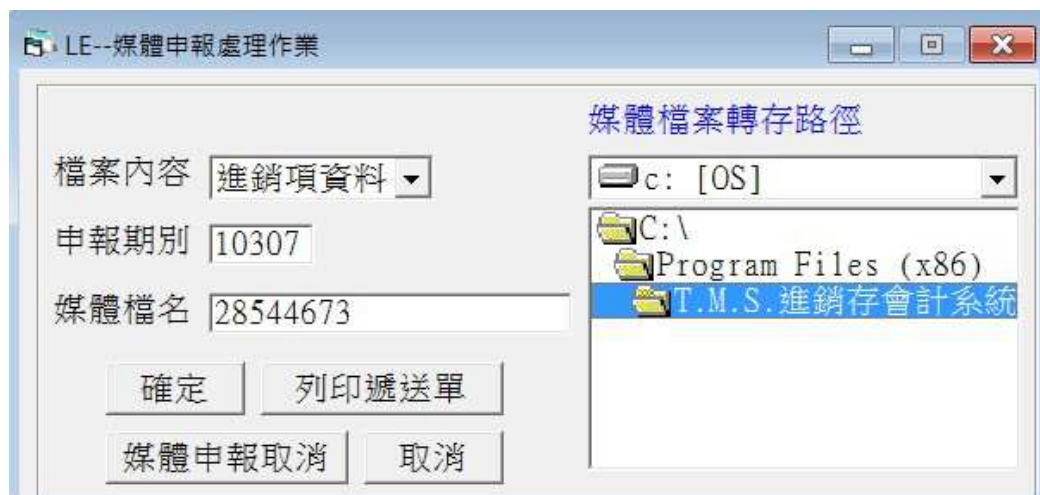 LE--媒體申報處理作業
媒體檔案轉存路徑
檔案內容 進銷項資料
c: [OS]
申報期別 10307
C:\
Program Files (x86)
媒體檔名 28544673
T.M.S.進銷存會計系統
確定 列印遞送單
媒體申報取消 取消